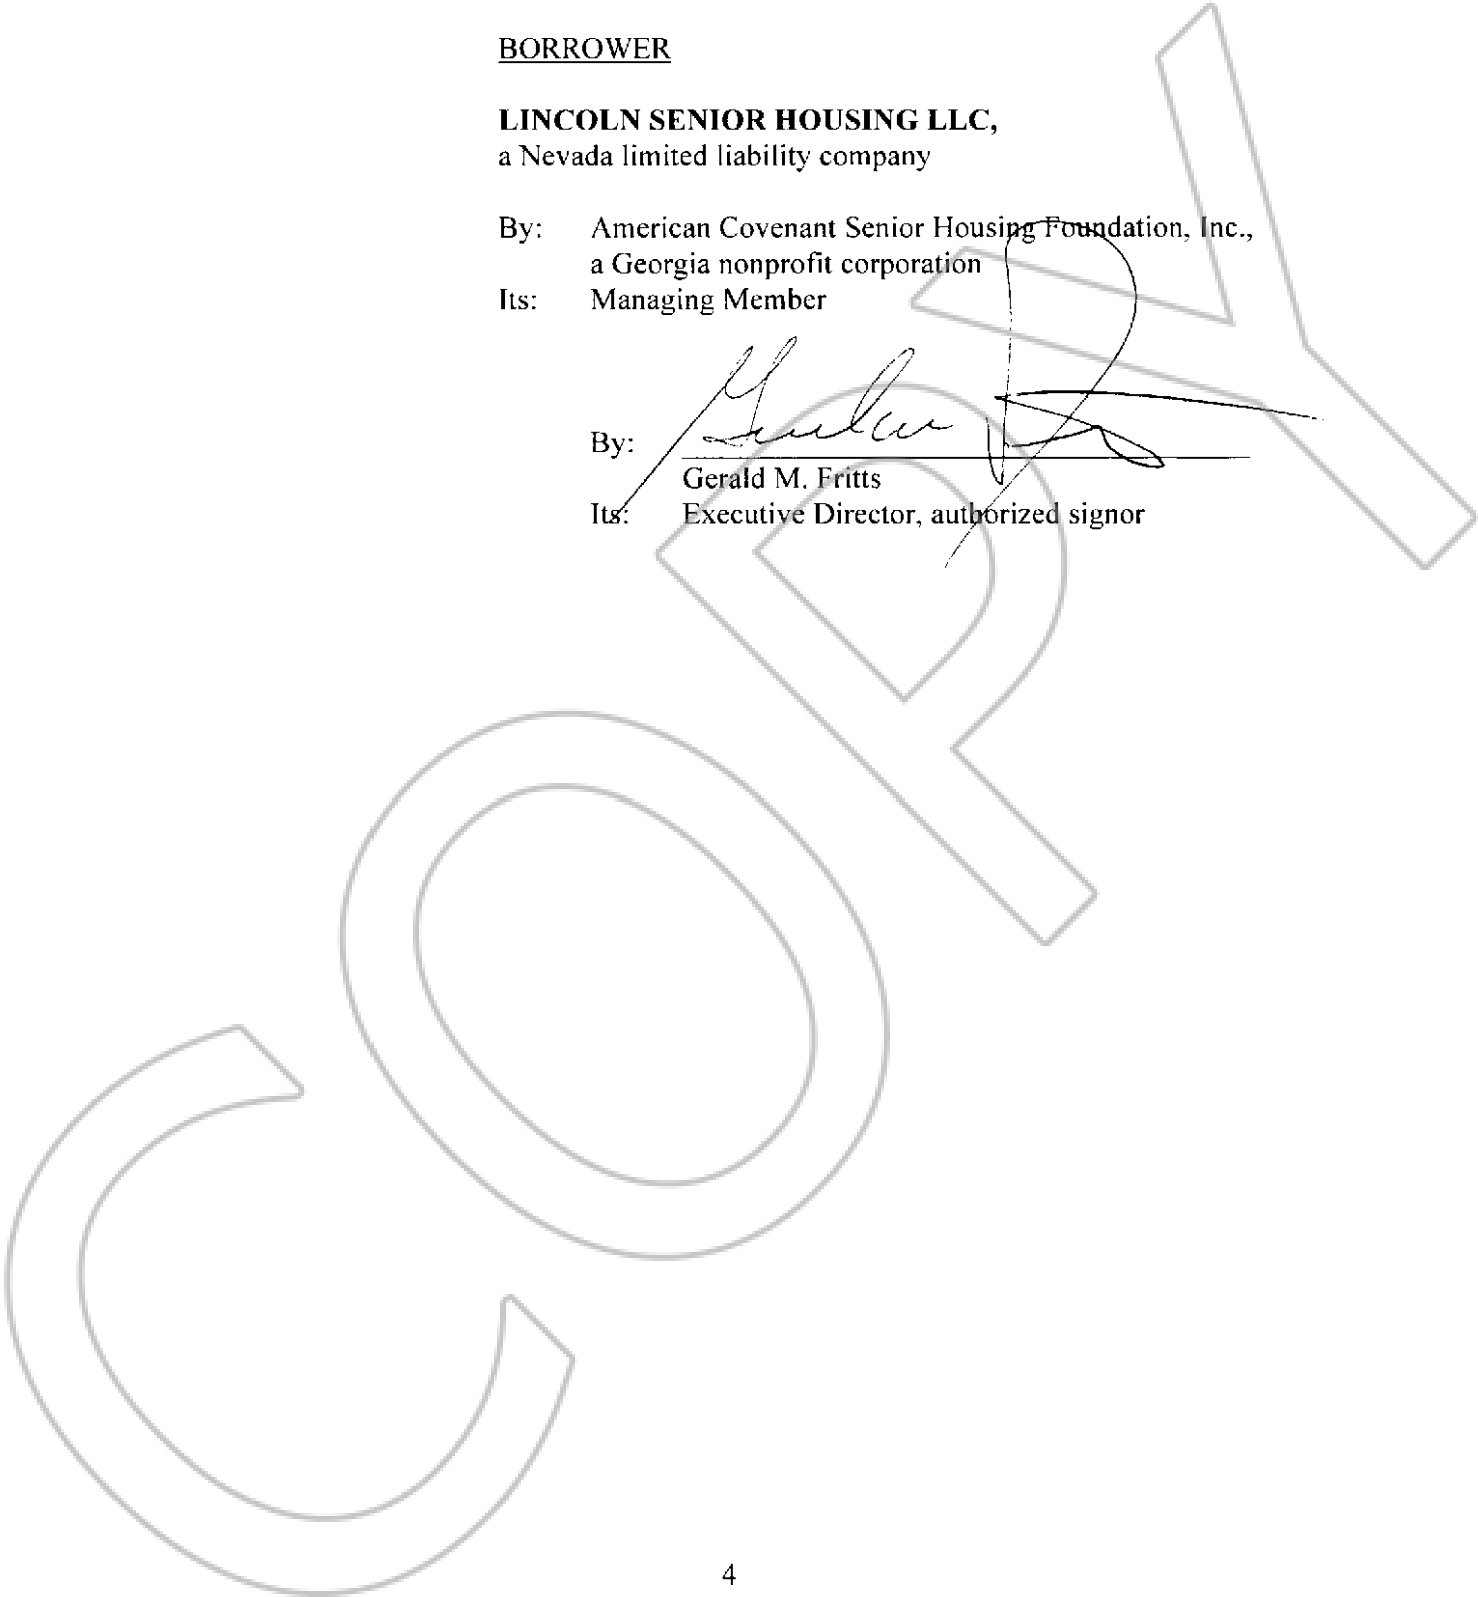 BORROWER
LINCOLN SENIOR HOUSING LLC,
a Nevada limited liability company
By: American Covenant Senior Housing Foundation, Inc.,
a Georgia nonprofit corporation
Its: Managing Member
By:
Gerald M. Fritts
Its: Executive Director, authorized signor
COPY
4